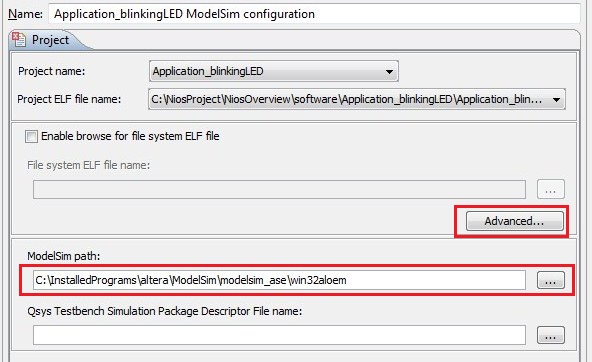 Name: Application_blinkingLED ModelSim configuration
Project
Project name: Application_blinkingLED
Project ELF file name: C:\NiosProject\NiosOverview\software\Application_blinkingLED\Application_blin...
Enable browse for file system ELF file
File system ELF file name:
...
Advanced...
ModelSim path:
C:\InstalledPrograms\altera\ModelSim\modelsim_ase\win32aloem ...
Qsys Testbench Simulation Package Descriptor File name:
...